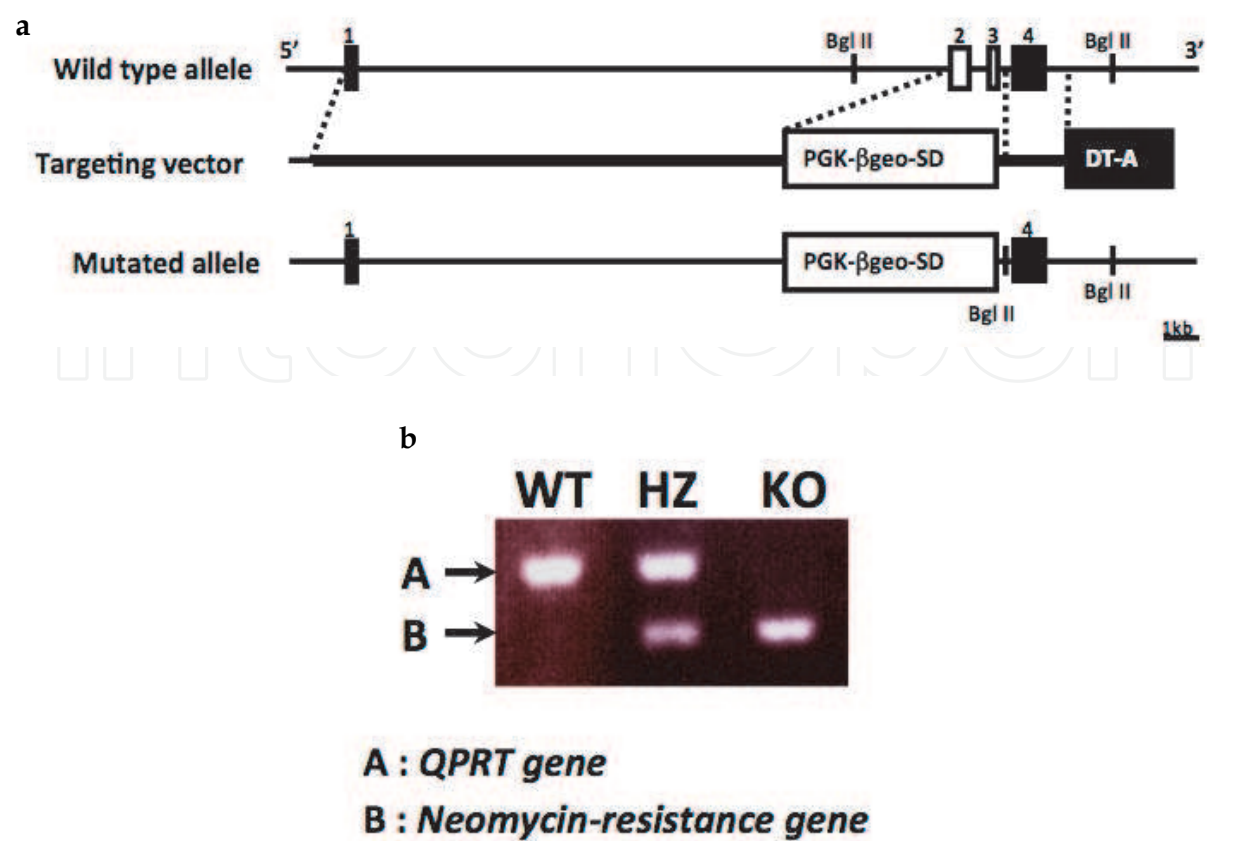 a
5’ 1 Bgl II 2 3 4 Bgl II 3’
Wild type allele
Targeting vector PGK-βgeo-SD DT-A
1 4
Mutated allele PGK-βgeo-SD
Bgl II Bgl II
1kb
b
WT HZ KO
A
B
A : QPRT gene
B : Neomycin-resistance gene